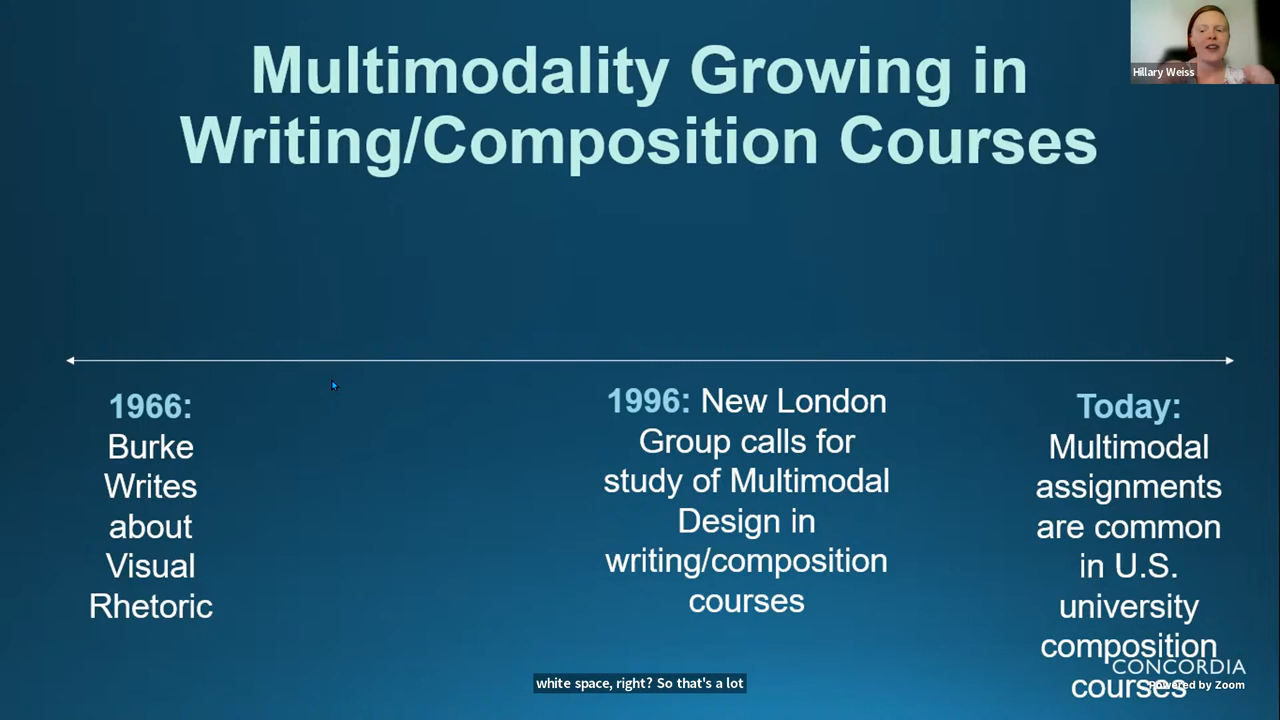 Multimodality Growing in
Writing/Composition Courses
Hillary Weiss
1966:
Burke
Writes
about
Visual
Rhetoric
1996: New London
Group calls for
study of Multimodal
Design in
writing/composition
courses
Today:
Multimodal
assignments
are common
in U.S.
university
composition
courses
CONCORDIA
Powered by Zoom
white space, right? So that's a lot